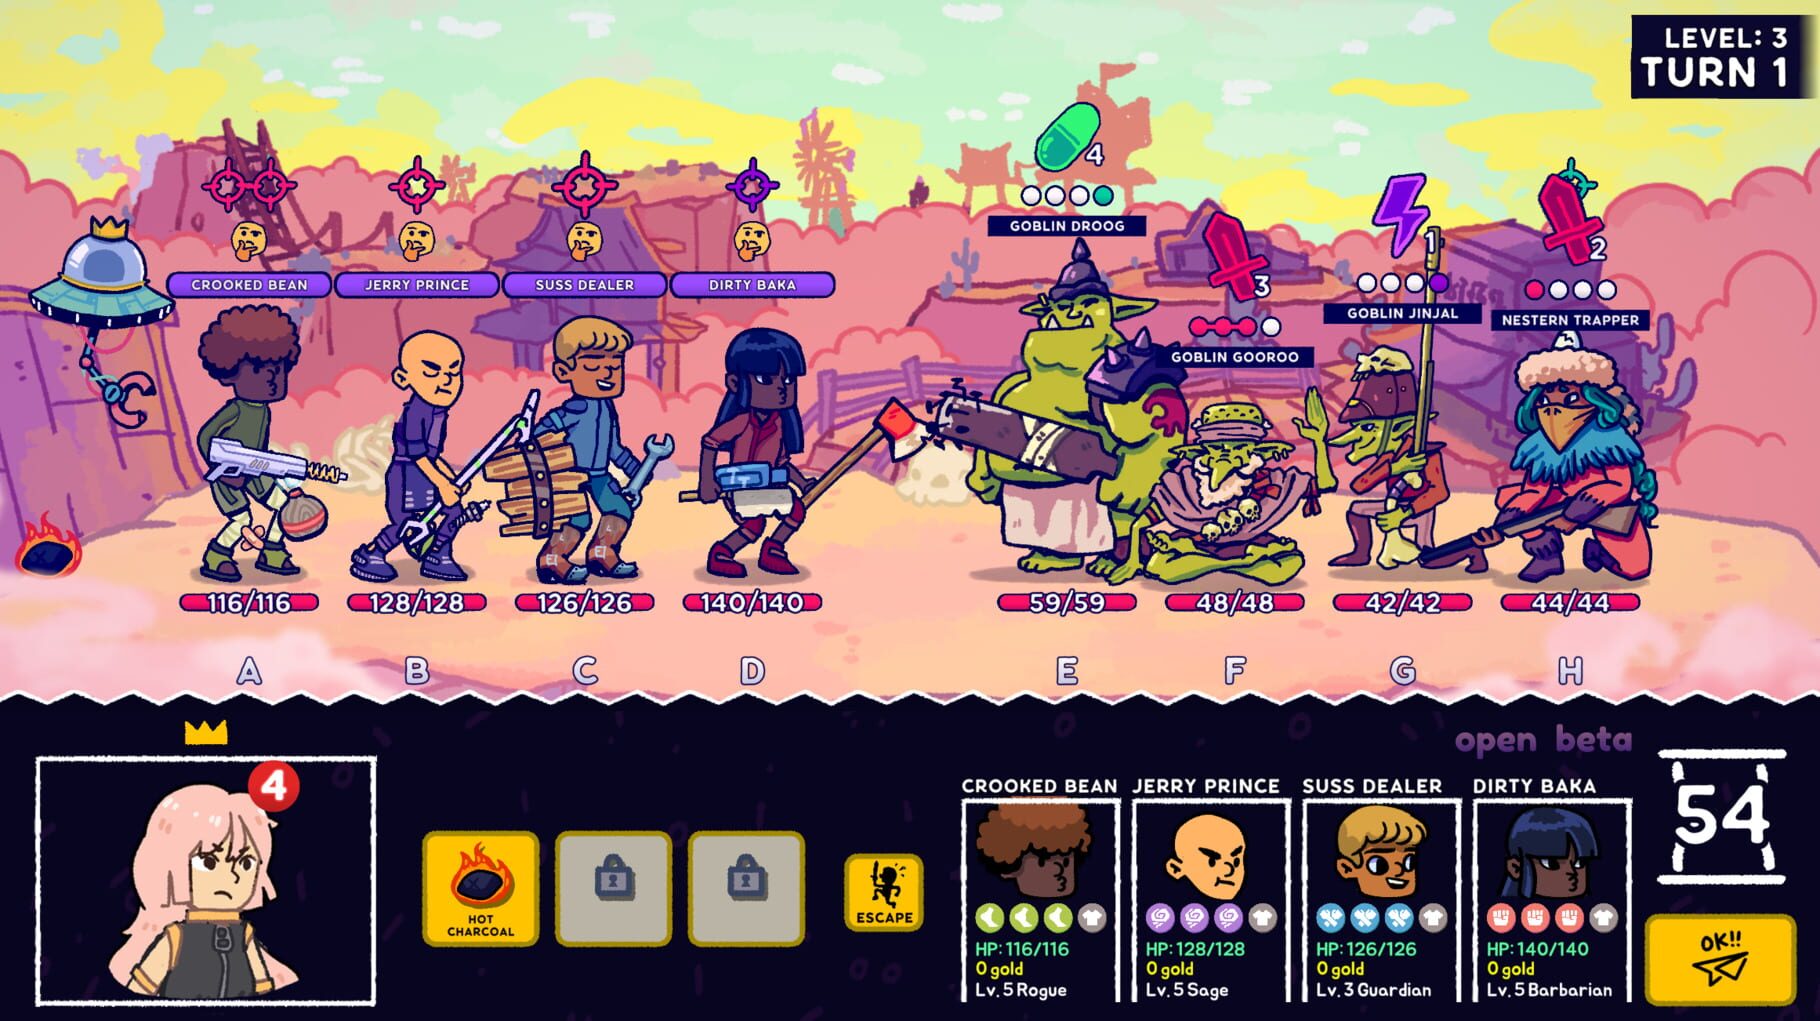 LEVEL: 3
TURN 1
4
GOBLIN DROOG
3
GOBLIN GOOROO
1
GOBLIN JINJAL
2
NESTERN TRAPPER
CROOKED BEAN
JERRY PRINCE
SUSS DEALER
DIRTY BAKA
116/116
128/128
126/126
140/140
59/59
48/48
42/42
44/44
A
B
C
D
E
F
G
H
4
HOT
CHARCOAL
ESCAPE
open beta
CROOKED BEAN
HP: 116/116
0 gold
Lv. 5 Rogue
JERRY PRINCE
HP: 128/128
0 gold
Lv. 5 Sage
SUSS DEALER
HP: 126/126
0 gold
Lv. 3 Guardian
DIRTY BAKA
HP: 140/140
0 gold
Lv. 5 Barbarian
54
OK!!